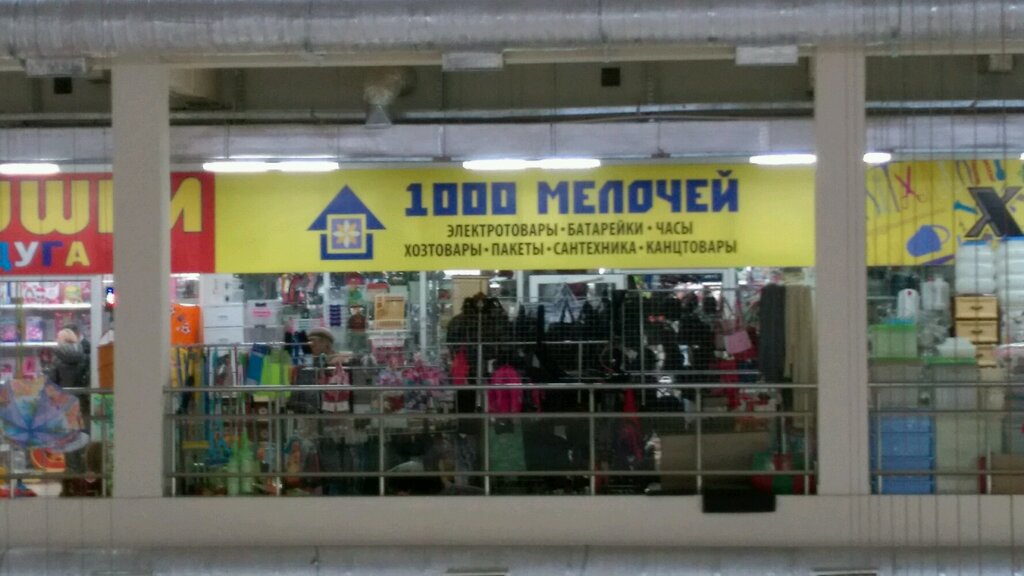 1000 МЕЛОЧЕЙ
ЭЛЕКТРОТОВАРЫ • БАТАРЕЙКИ • ЧАСЫ
ХОЗТОВАРЫ • ПАКЕТЫ • САНТЕХНИКА • КАНЦТОВАРЫ